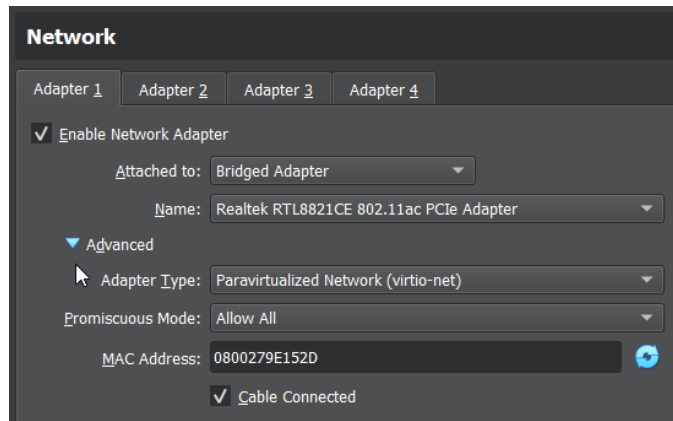 Network
Adapter 1 Adapter 2 Adapter 3 Adapter 4
Enable Network Adapter
Attached to: Bridged Adapter
Name: Realtek RTL8821CE 802.11ac PCIe Adapter
Advanced
Adapter Type: Paravirtualized Network (virtio-net)
Promiscuous Mode: Allow All
MAC Address: 0800279E152D
Cable Connected